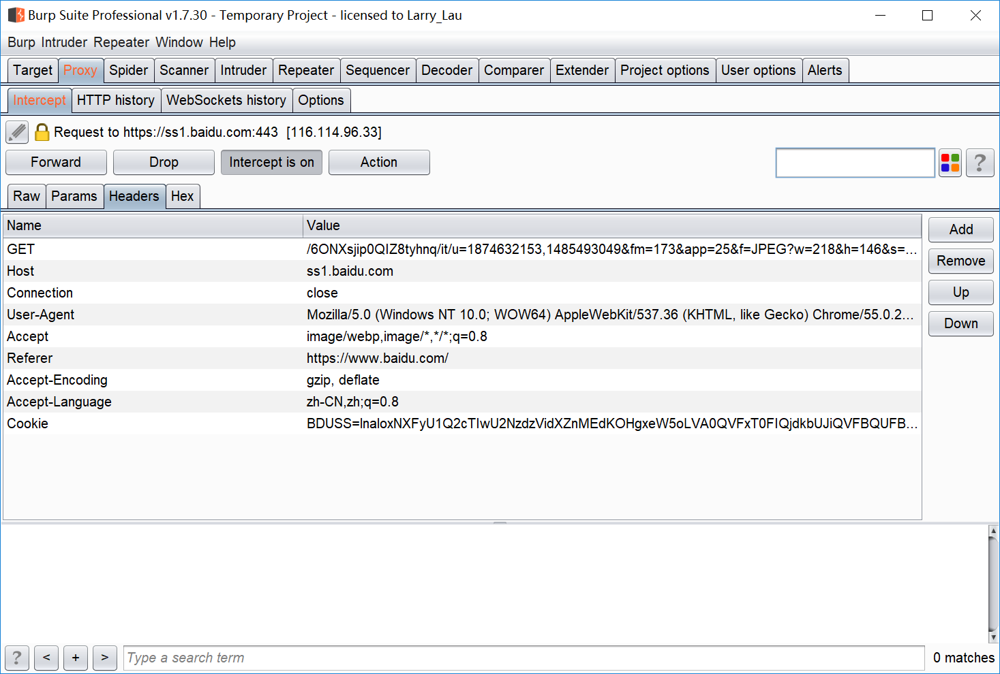 Burp Suite Professional v1.7.30 - Temporary Project - licensed to Larry_Lau
Burp Intruder Repeater Window Help
Target Proxy Spider Scanner Intruder Repeater Sequencer Decoder Comparer Extender Project options User options Alerts
Intercept HTTP history WebSockets history Options
Request to https://ss1.baidu.com:443 [116.114.96.33]
Forward Drop Intercept is on Action ?
Raw Params Headers Hex
Name Value
Add
GET /6ONXsjip0QIZ8tyhnq/it/u=1874632153,1485493049&fm=173&app=25&f=JPEG?w=218&h=146&s=...
Remove
Host ss1.baidu.com
Connection close
Up
User-Agent Mozilla/5.0 (Windows NT 10.0; WOW64) AppleWebKit/537.36 (KHTML, like Gecko) Chrome/55.0.2...
Down
Accept image/webp,image/*,*/*;q=0.8
Referer https://www.baidu.com/
Accept-Encoding gzip, deflate
Accept-Language zh-CN,zh;q=0.8
Cookie BDUSS=lnaloxNXFyU1Q2cTlwU2NzdzVidXZnMEdKOHgxeW5oLVA0QVFxT0FIQjdkbUJiQVFBQUFB...
? < + > Type a search term 0 matches